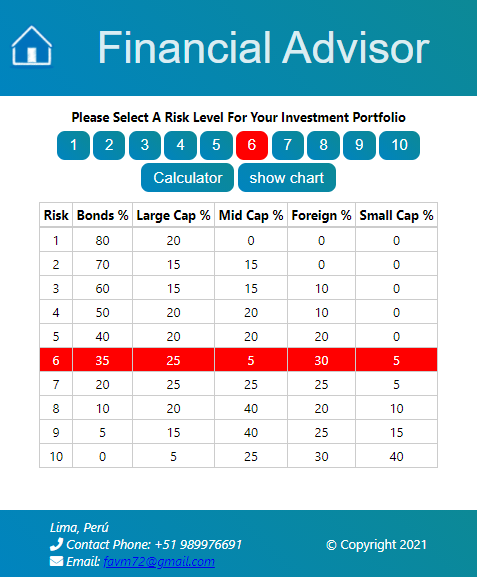 Financial Advisor
Please Select A Risk Level For Your Investment Portfolio
1 2 3 4 5 6 7 8 9 10
Calculator show chart
Risk Bonds % Large Cap % Mid Cap % Foreign % Small Cap %
1 80 20 0 0 0
2 70 15 15 0 0
3 60 15 15 10 0
4 50 20 20 10 0
5 40 20 20 20 0
6 35 25 5 30 5
7 20 25 25 25 5
8 10 20 40 20 10
9 5 15 40 25 15
10 0 5 25 30 40
Lima, Perú
Contact Phone: +51 989976691
© Copyright 2021
Email: favm72@gmail.com